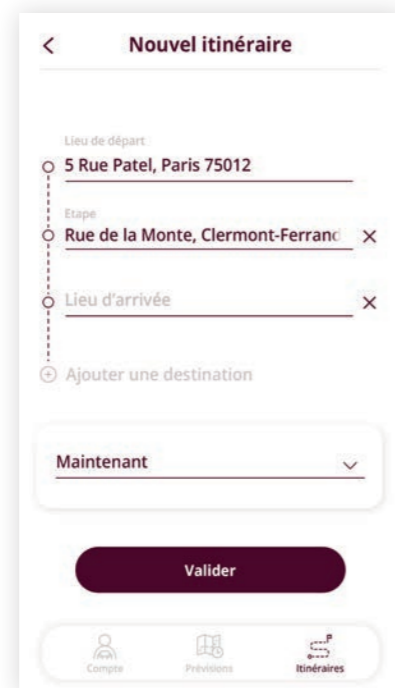 Nouvel itinéraire
Lieu de départ
5 Rue Patel, Paris 75012
Etape
Rue de la Monte, Clermont-Ferrand
Lieu d'arrivée
Ajouter une destination
Maintenant
Valider
Compte
Prévisions
Itinéraires